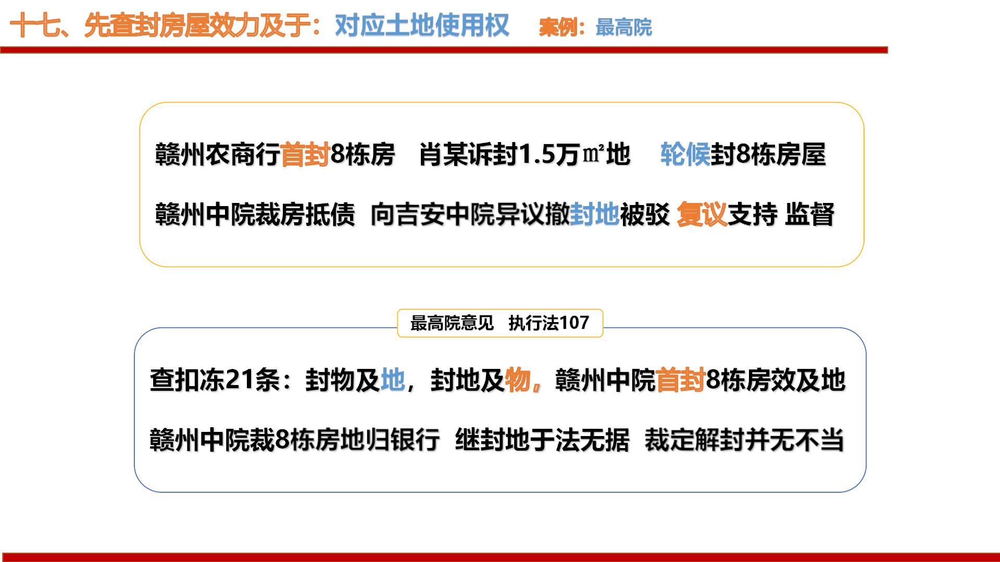 十七、先查封房屋效力及于：对应土地使用权 案例：最高院
赣州农商行首封8栋房 肖某诉封1.5万㎡地 轮候封8栋房屋
赣州中院裁房抵债 向吉安中院异议撤封地被驳 复议支持 监督
最高院意见 执行法107
查扣冻21条：封物及地，封地及物，赣州中院首封8栋房效及地
赣州中院裁8栋房地归银行 继封地于法无据 裁定解封并无不当